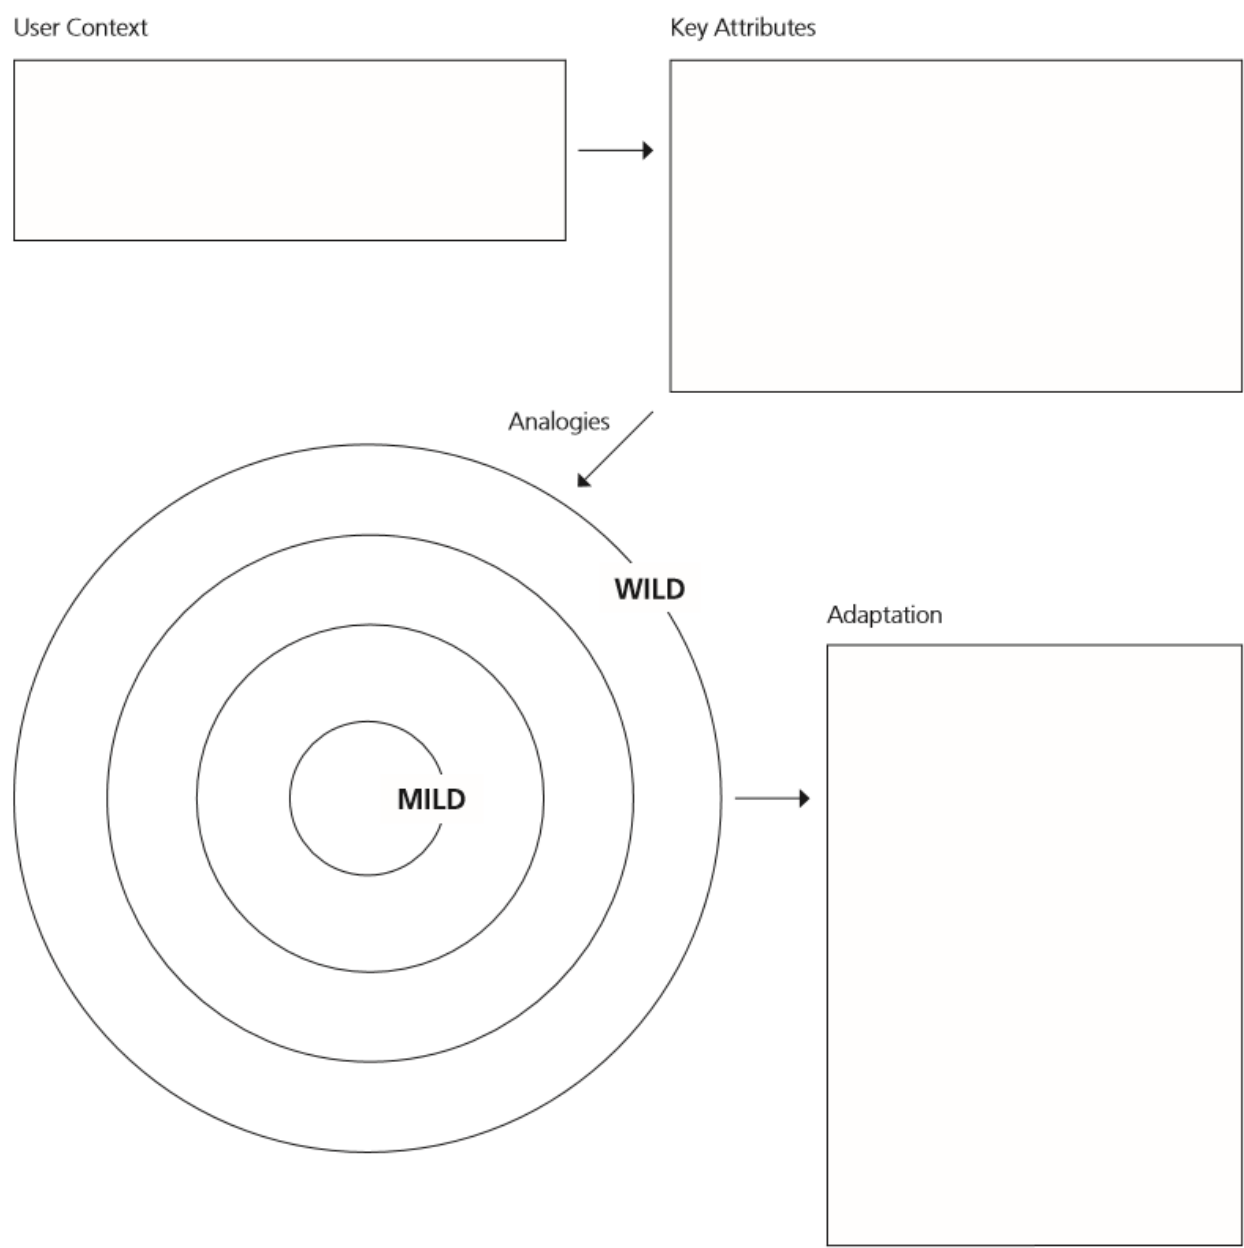 User Context
Key Attributes
Analogies
WILD
Adaptation
MILD